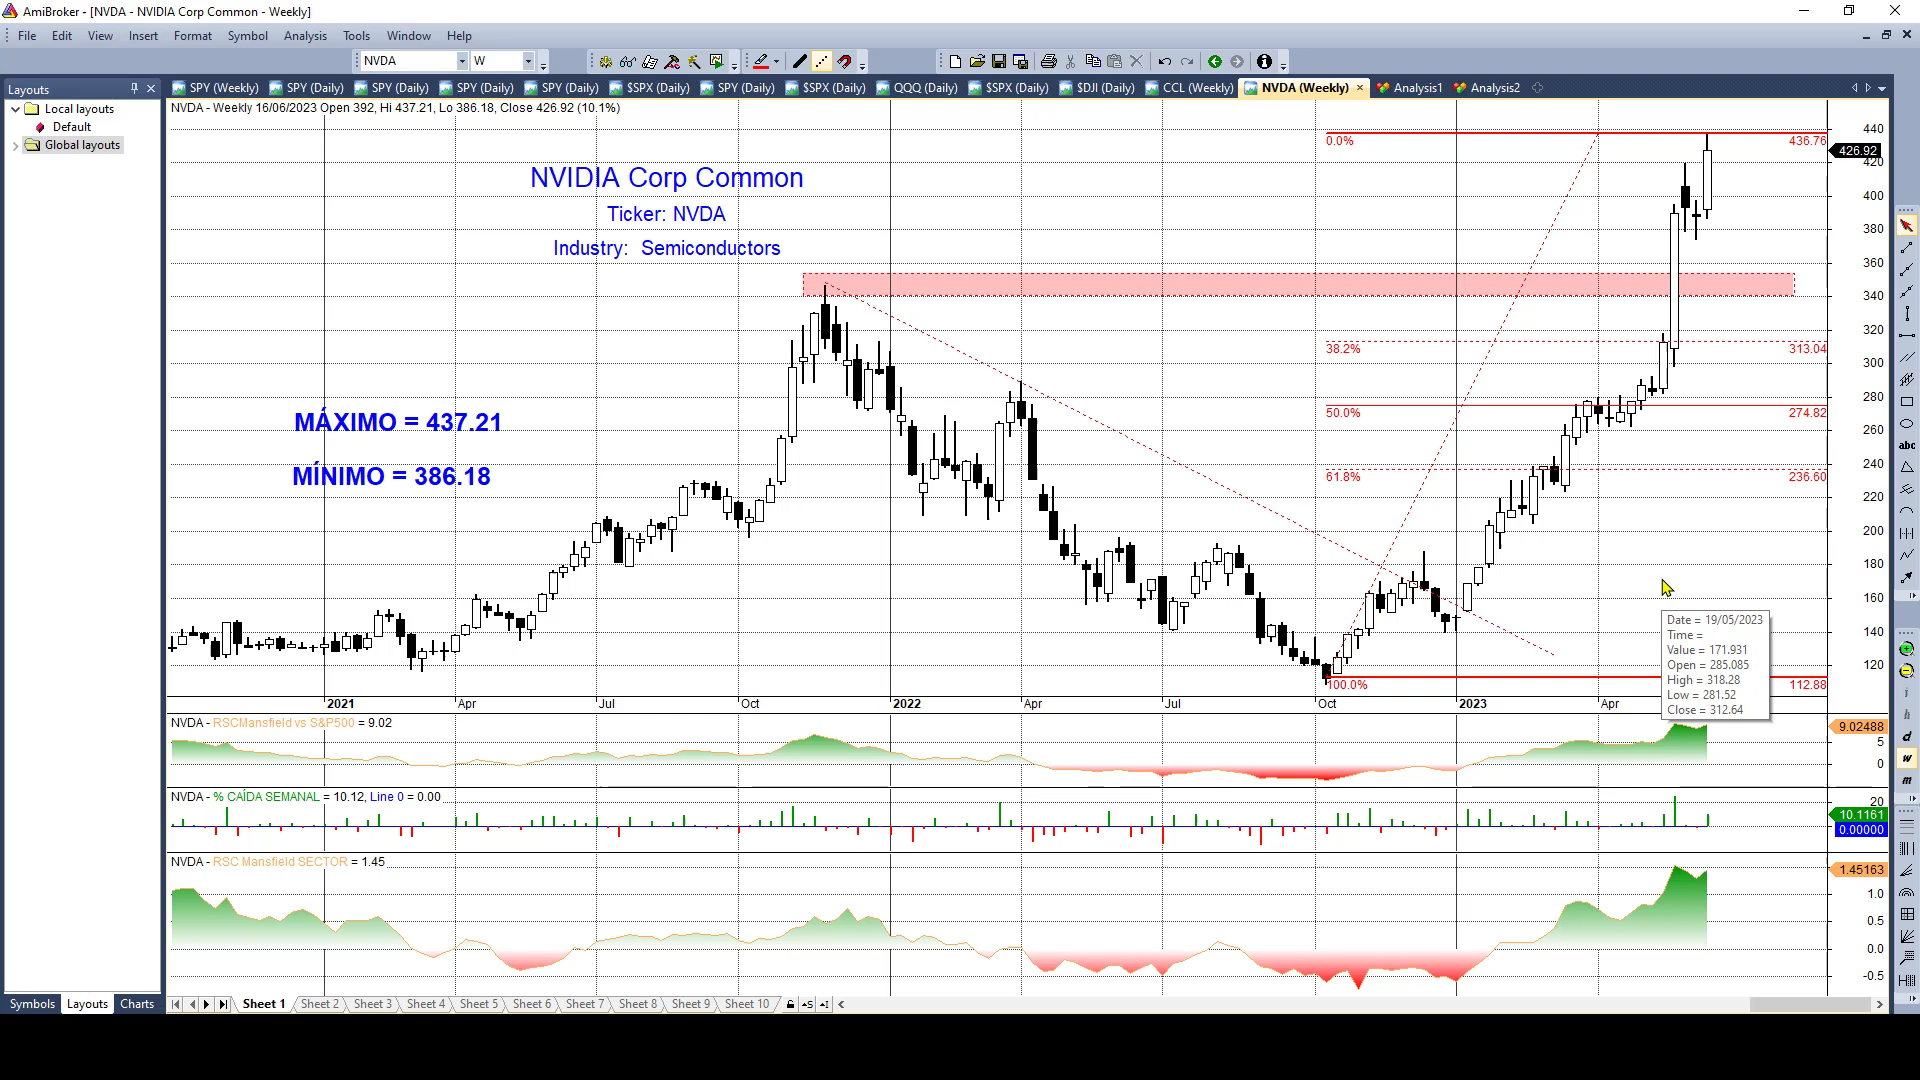 AmiBroker - [NVDA - NVIDIA Corp Common - Weekly]
File Edit View Insert Format Symbol Analysis Tools Window Help
NVDA W
Layouts
SPY (Weekly) SPY (Daily) SPY (Daily) SPY (Daily) SPY (Daily) $SPX (Daily) SPY (Daily) $SPX (Daily) QQQ (Daily) $SPX (Daily) $DJI (Daily) CCL (Weekly) NVDA (Weekly) Analysis1 Analysis2
Local layouts
Default
Global layouts
NVDA - Weekly 16/06/2023 Open 392, Hi 437.21, Lo 386.18, Close 426.92 (10.1%)
NVIDIA Corp Common
Ticker: NVDA
Industry: Semiconductors
MÁXIMO = 437.21
MÍNIMO = 386.18
0.0% 436.76
38.2% 313.04
50.0% 274.82
61.8% 236.60
100.0% 112.88
440
426.92
420
400
380
360
340
320
300
280
260
240
220
200
180
160
140
120
Date = 19/05/2023
Time =
Value = 171.931
Open = 285.085
High = 318.28
Low = 281.52
Close = 312.64
2021 Apr Jul Oct 2022 Apr Jul Oct 2023 Apr
NVDA - RSCMansfield vs S&P500 = 9.02
9.02488
5
0
NVDA - % CAÍDA SEMANAL = 10.12, Line 0 = 0.00
20
10.1161
0.00000
NVDA - RSC Mansfield SECTOR = 1.45
1.45163
1.0
0.5
0.0
-0.5
abc
i
h
d
w
m
Symbols Layouts Charts
Sheet 1 Sheet 2 Sheet 3 Sheet 4 Sheet 5 Sheet 6 Sheet 7 Sheet 8 Sheet 9 Sheet 10